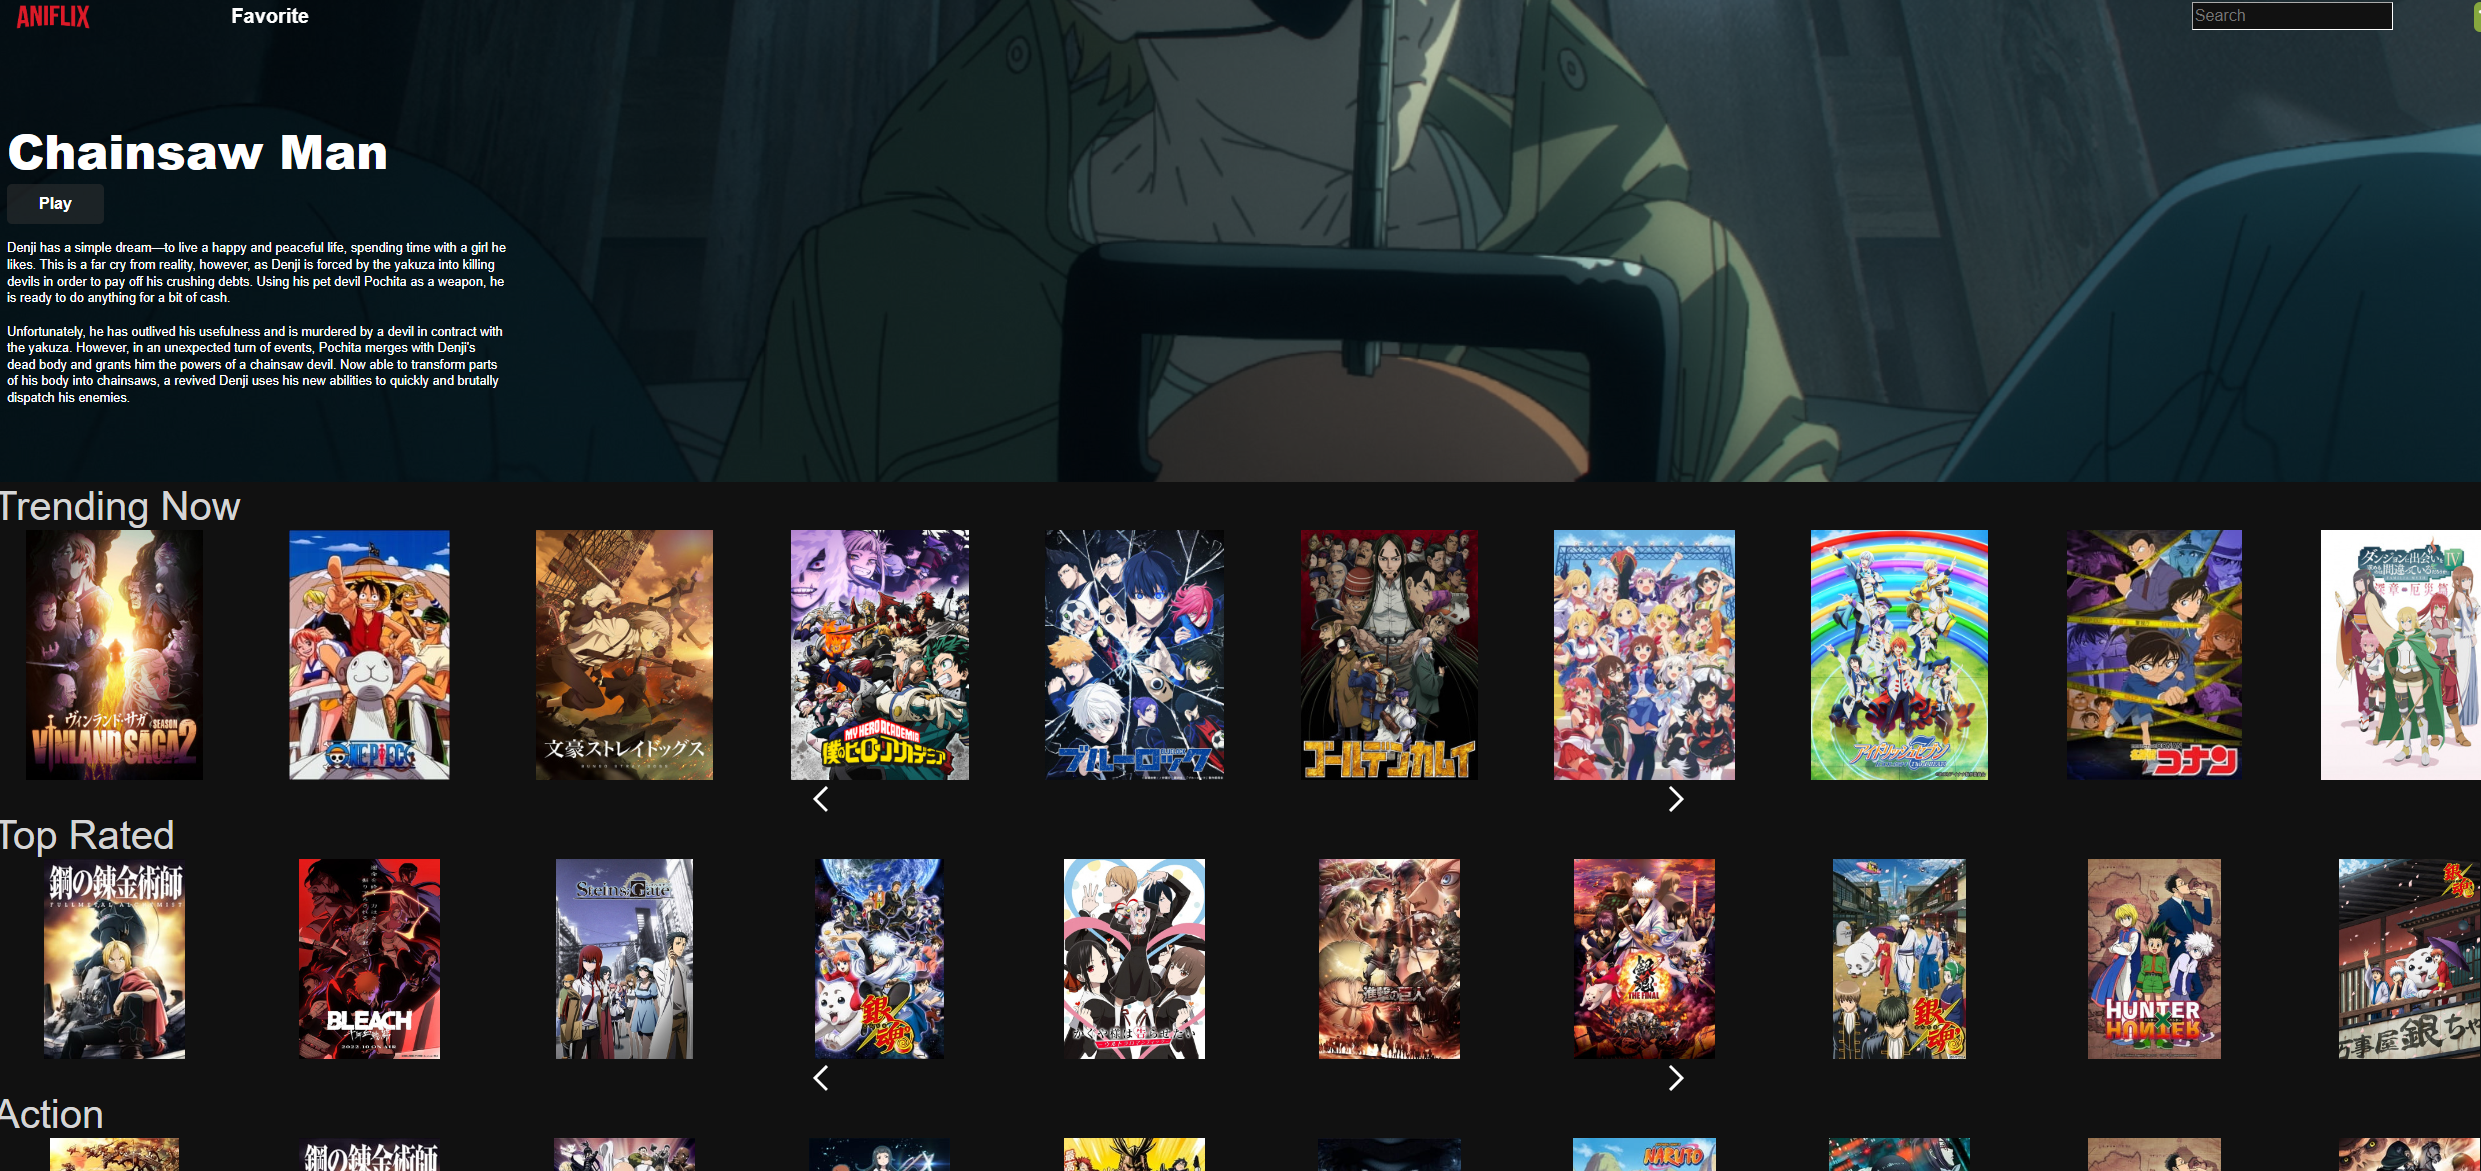 ANIFLIX
Favorite
Search
Chainsaw Man
Play
Denji has a simple dream—to live a happy and peaceful life, spending time with a girl he
likes. This is a far cry from reality, however, as Denji is forced by the yakuza into killing
devils in order to pay off his crushing debts. Using his pet devil Pochita as a weapon, he
is ready to do anything for a bit of cash.
Unfortunately, he has outlived his usefulness and is murdered by a devil in contract with
the yakuza. However, in an unexpected turn of events, Pochita merges with Denji's
dead body and grants him the powers of a chainsaw devil. Now able to transform parts
of his body into chainsaws, a revived Denji uses his new abilities to quickly and brutally
dispatch his enemies.
Trending Now
ヴィンランド・サガ SEASON
VINLAND SAGA 2
ONE PIECE
文豪ストレイドッグス
MY HERO ACADEMIA
僕のヒーローアカデミア
ブルーロック
ゴールデンカムイ
アイドリッシュセブン
名探偵コナン
ダンジョンに出会いを
間違っている
IV
Top Rated
鋼の錬金術師
FULLMETAL ALCHEMIST
BLEACH
2022.10 ON AIR
Steins;Gate
銀魂
かぐや様は告らせたい
進撃の巨人
銀魂
THE FINAL
銀魂
HUNTER
HUNTER
銀魂
万事屋銀ちゃ
Action
鋼の錬金術師
NARUTO